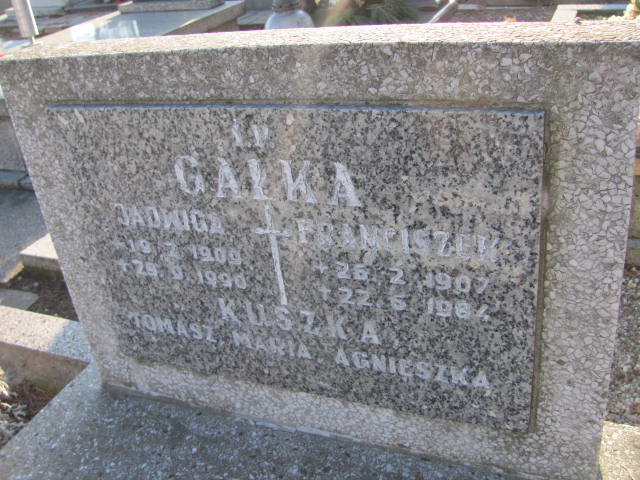 ŚP
GAŁKA
JADWIGA FRANCISZEK
19.2.1909 26.2.1907
+ 29.9.1990 + 22.6.1984
KUSZKA
TOMASZ, MARIA, AGNIESZKA